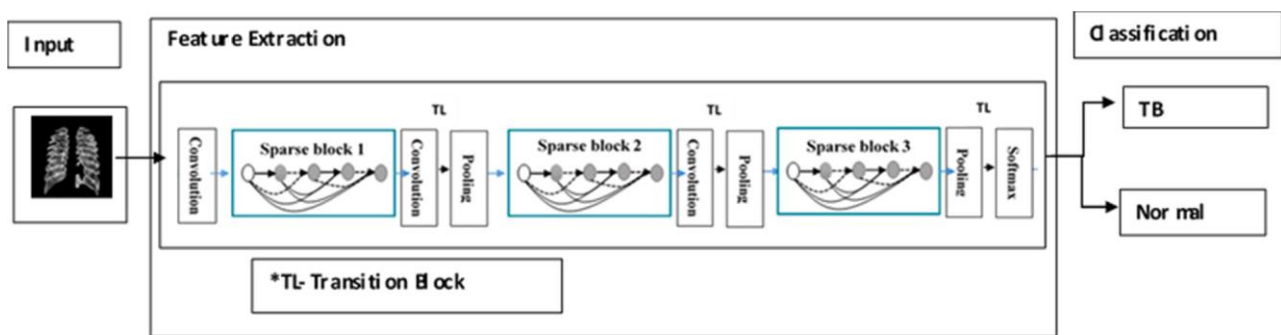 Input
Feature Extraction
Classification
TL
TL
TL
Convolution
Sparse block 1
Convolution
Pooling
Sparse block 2
Convolution
Pooling
Sparse block 3
Pooling
Softmax
TB
Normal
*TL- Transition Block